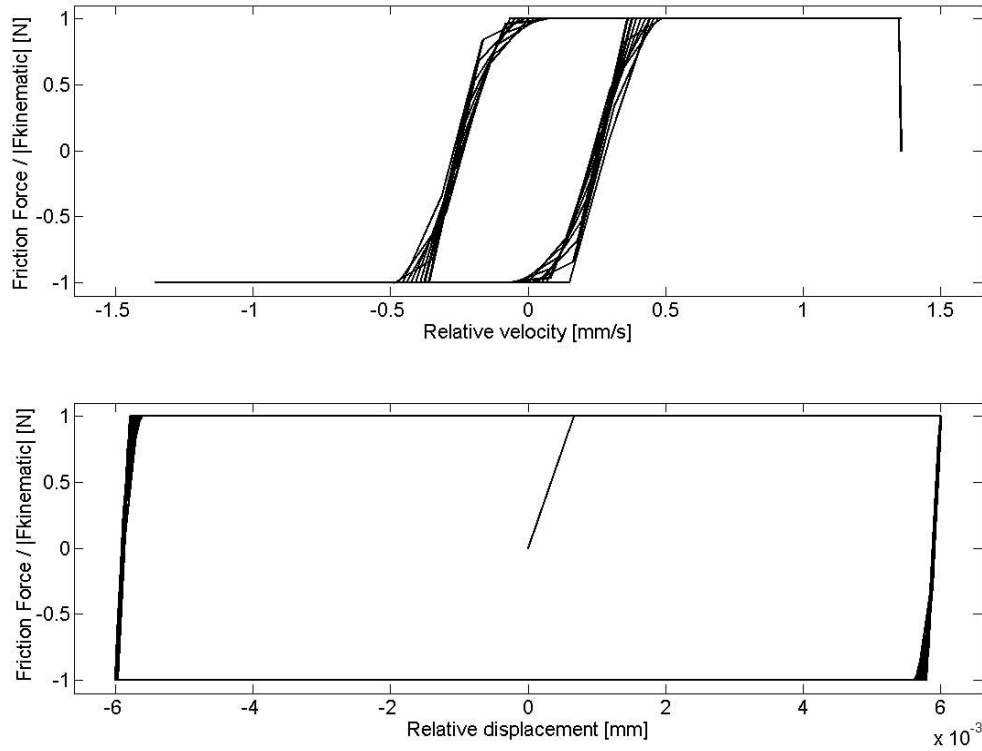 Friction Force / |Fkinematic| [N]
1
0.5
0
-0.5
-1
-1.5 -1 -0.5 0 0.5 1 1.5
Relative velocity [mm/s]
Friction Force / |Fkinematic| [N]
1
0.5
0
-0.5
-1
-6 -4 -2 0 2 4 6
Relative displacement [mm]
x 10⁻³